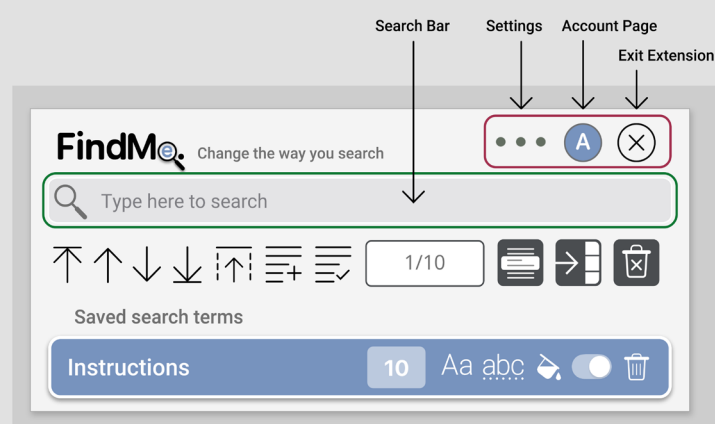 Search Bar
Settings
Account Page
Exit Extension
FindMe.
Change the way you search
A
Type here to search
1/10
Saved search terms
Instructions
10
Aa
abc